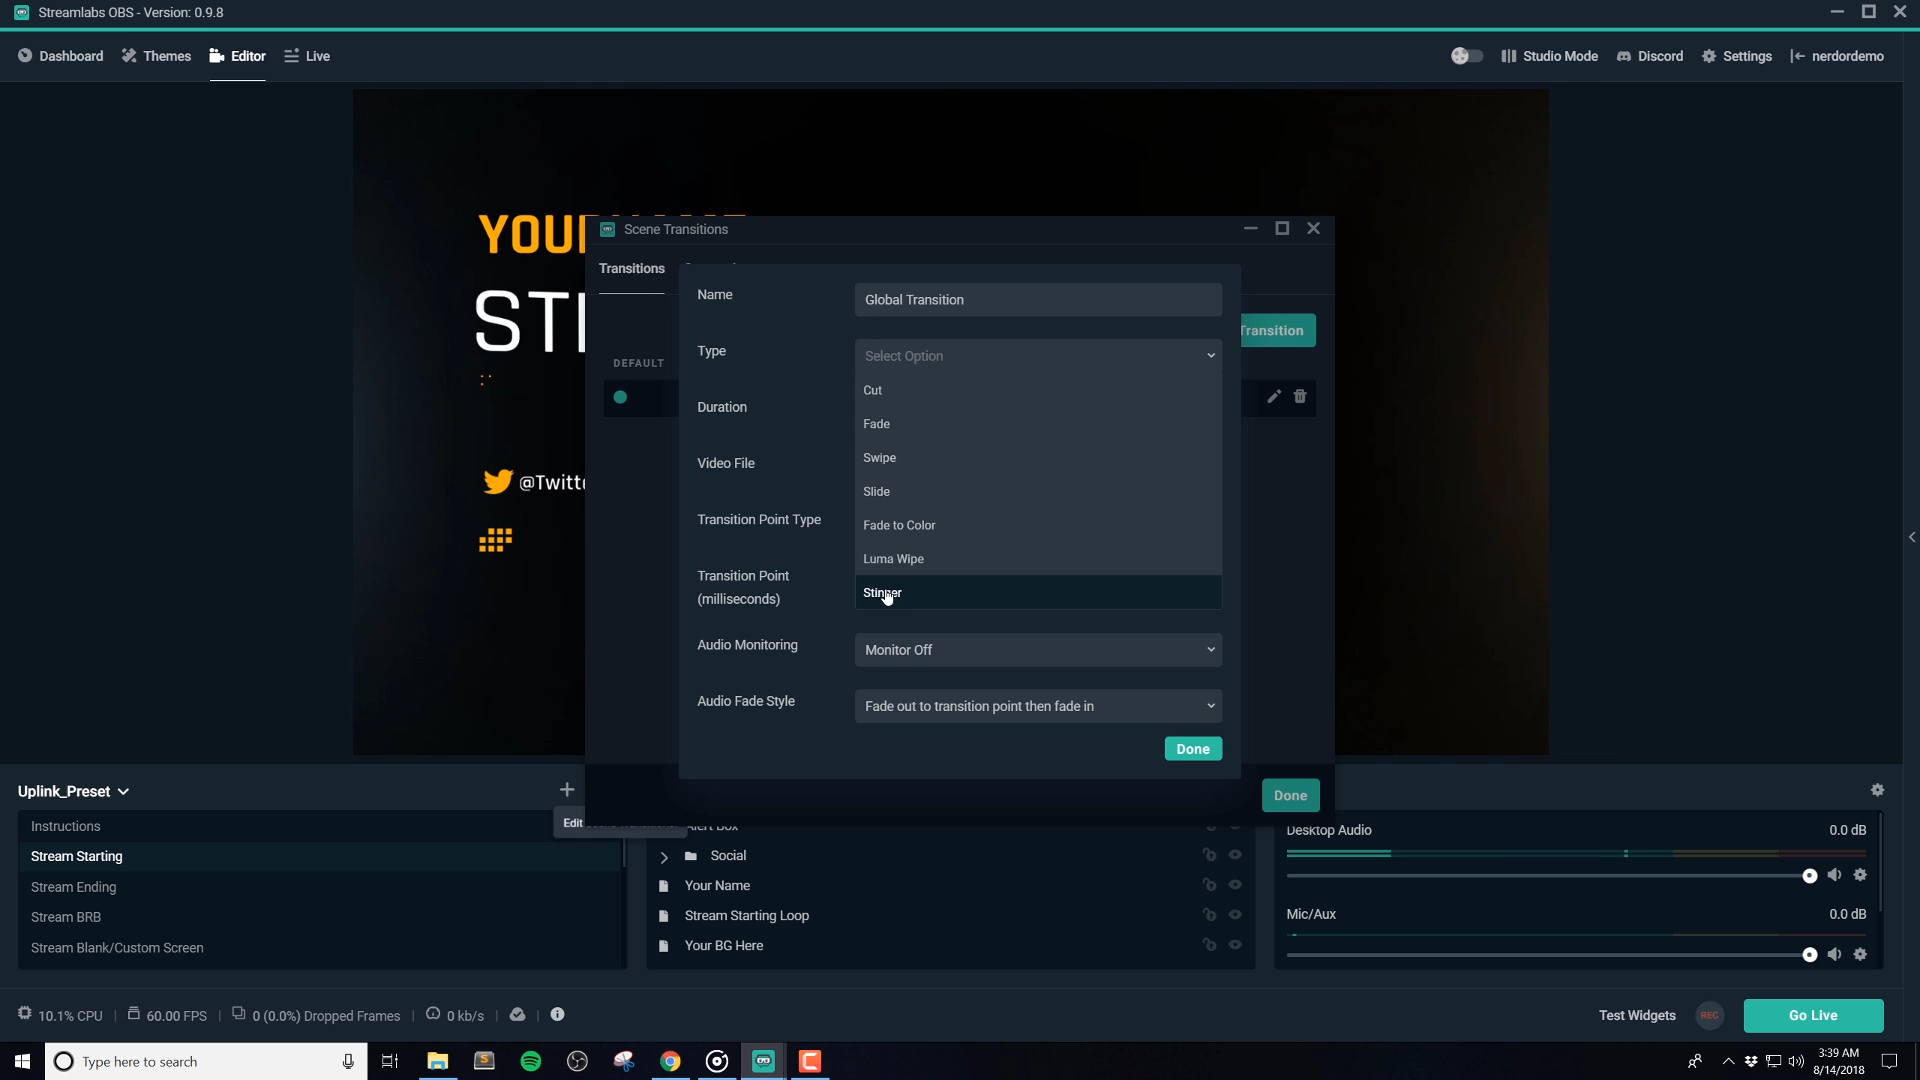 Streamlabs OBS - Version: 0.9.8
Dashboard
Themes
Editor
Live
Studio Mode
Discord
Settings
nerdordemo
Scene Transitions
Transitions
Name
Global Transition
Transition
Type
Select Option
DEFAULT
Cut
Duration
Fade
Swipe
Video File
Slide
@Twitt
Transition Point Type
Fade to Color
Luma Wipe
Transition Point
(milliseconds)
Stinger
Audio Monitoring
Monitor Off
Audio Fade Style
Fade out to transition point then fade in
Done
Done
Uplink_Preset
Edit
Instructions
Stream Starting
Stream Ending
Stream BRB
Stream Blank/Custom Screen
Alert Box
Social
Your Name
Stream Starting Loop
Your BG Here
Desktop Audio
0.0 dB
Mic/Aux
0.0 dB
10.1% CPU
60.00 FPS
0 (0.0%) Dropped Frames
0 kb/s
Test Widgets
REC
Go Live
Type here to search
3:39 AM
8/14/2018